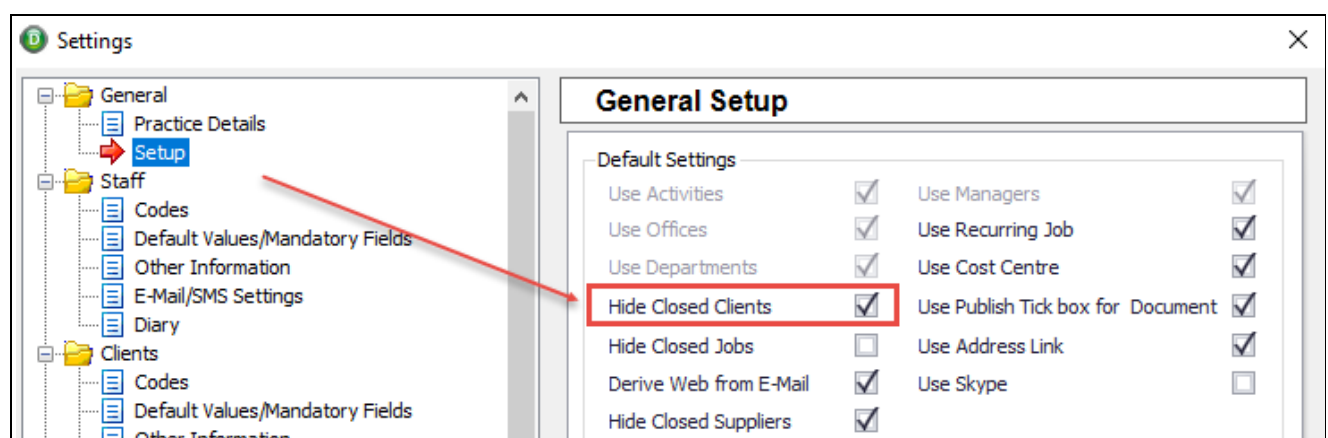 Settings
General
Practice Details
Setup
Staff
Codes
Default Values/Mandatory Fields
Other Information
E-Mail/SMS Settings
Diary
Clients
Codes
Default Values/Mandatory Fields
Other Information
General Setup
Default Settings
Use Activities Use Managers
Use Offices Use Recurring Job
Use Departments Use Cost Centre
Hide Closed Clients Use Publish Tick box for Document
Hide Closed Jobs Use Address Link
Derive Web from E-Mail Use Skype
Hide Closed Suppliers